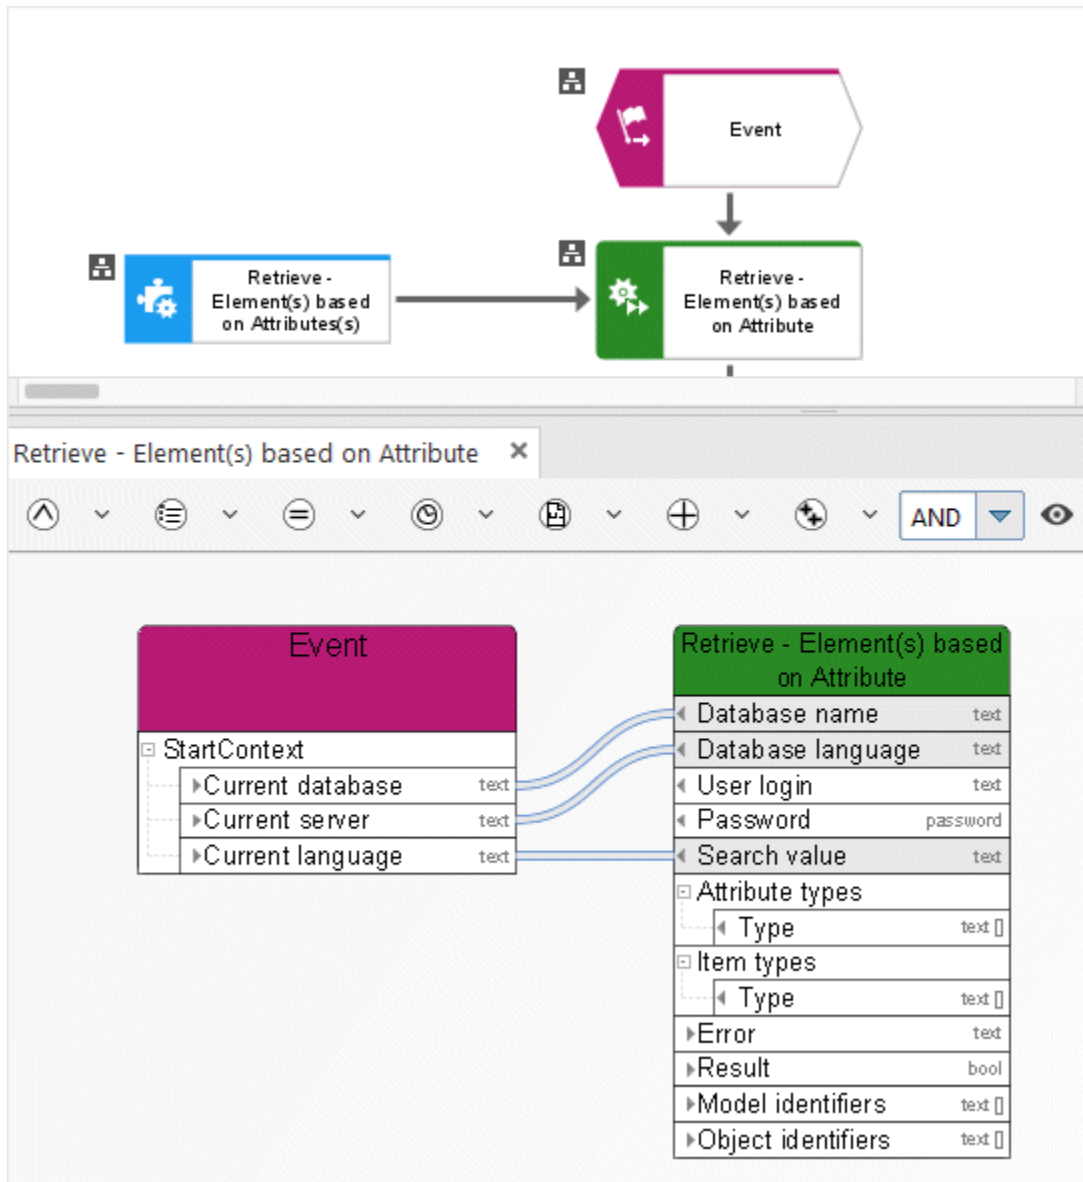 Event
Retrieve -
Element(s) based
on Attributes(s)
Retrieve -
Element(s) based
on Attribute
Retrieve - Element(s) based on Attribute ×
AND
Event
StartContext
Current database text
Current server text
Current language text
Retrieve - Element(s) based
on Attribute
Database name text
Database language text
User login text
Password password
Search value text
Attribute types
Type text []
Item types
Type text []
Error text
Result bool
Model identifiers text []
Object identifiers text []